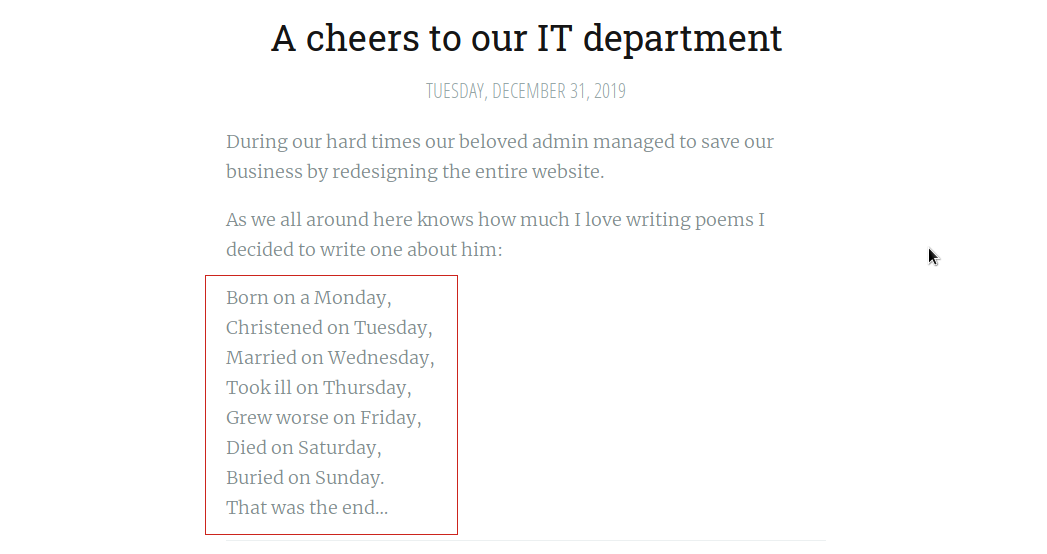 A cheers to our IT department
TUESDAY, DECEMBER 31, 2019
During our hard times our beloved admin managed to save our
business by redesigning the entire website.
As we all around here knows how much I love writing poems I
decided to write one about him:
Born on a Monday,
Christened on Tuesday,
Married on Wednesday,
Took ill on Thursday,
Grew worse on Friday,
Died on Saturday,
Buried on Sunday.
That was the end…